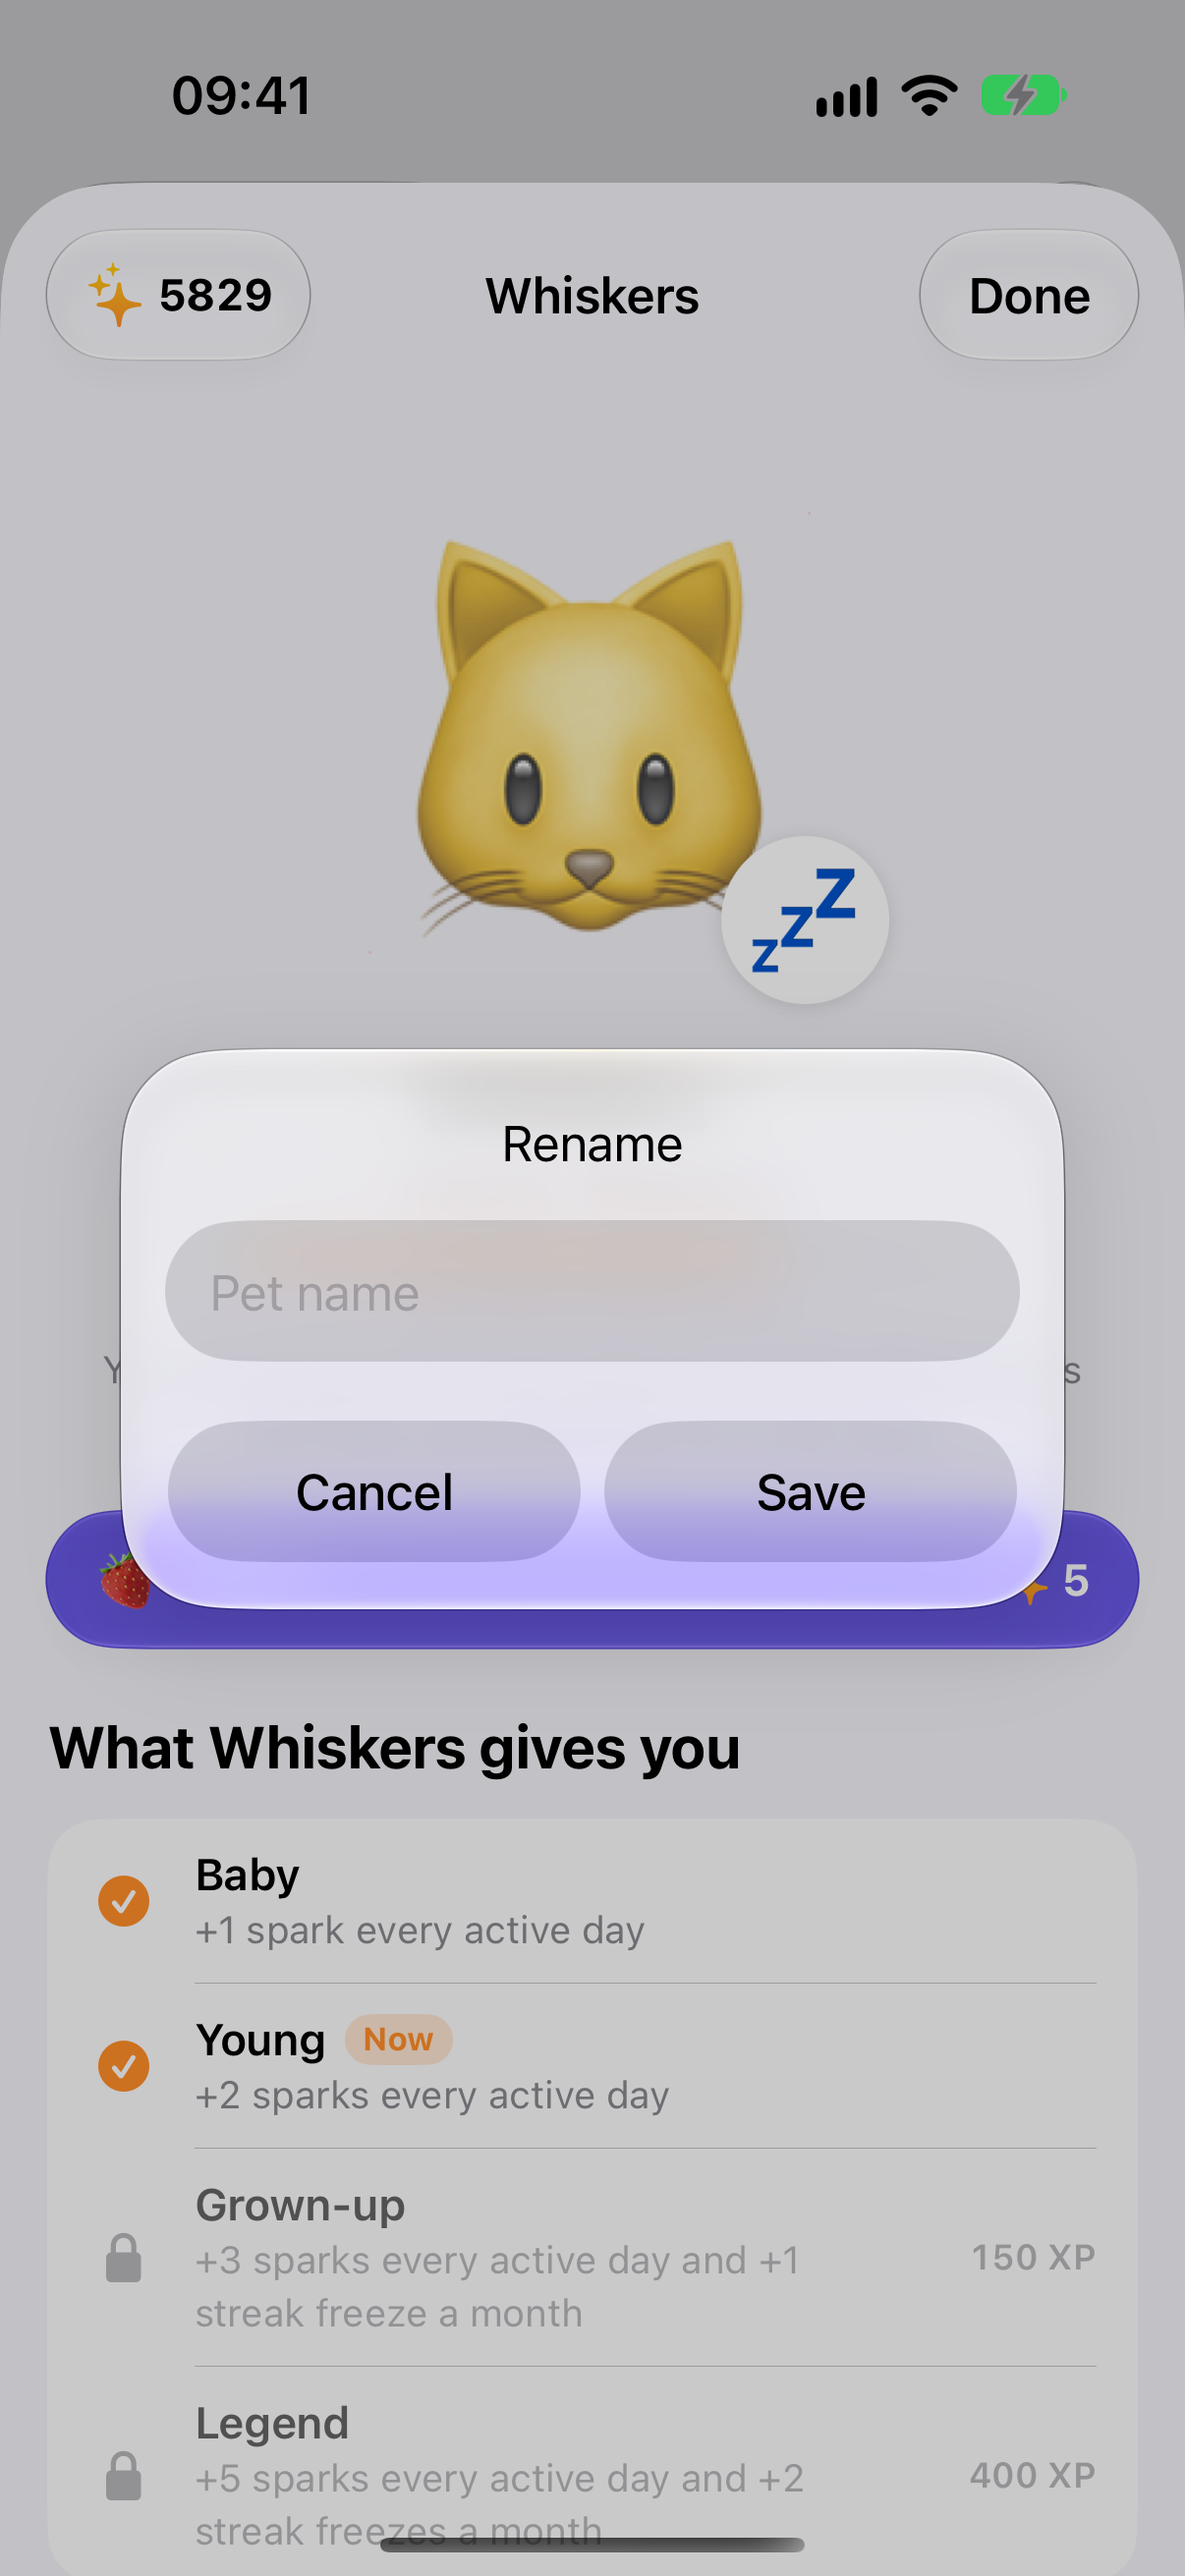 09:41
5829
Whiskers
Done
zzz
Rename
Pet name
Cancel
Save
5
What Whiskers gives you
Baby
+1 spark every active day
Young
Now
+2 sparks every active day
Grown-up
+3 sparks every active day and +1
streak freeze a month
150 XP
Legend
+5 sparks every active day and +2
streak freezes a month
400 XP